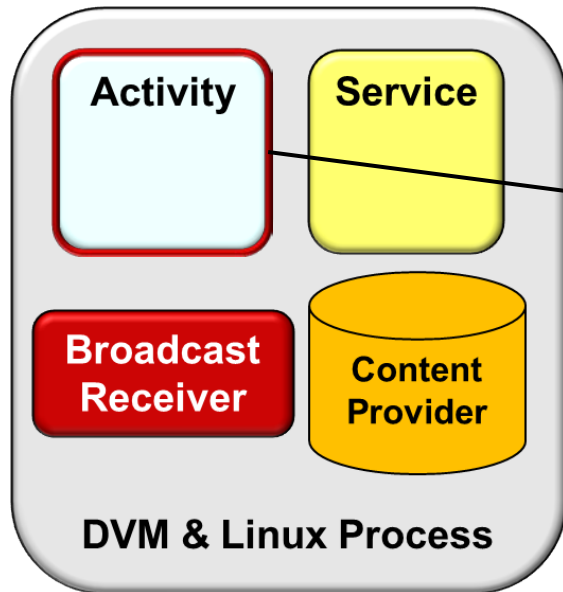 Activity
Service
Broadcast
Receiver
Content
Provider
DVM & Linux Process